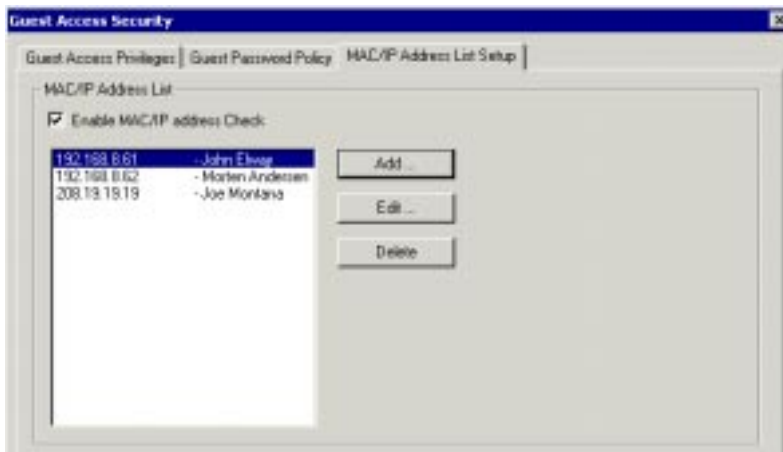 Guest Access Security
Guest Access Privileges
Guest Password Policy
MAC/IP Address List Setup
MAC/IP Address List
Enable MAC/IP address Check
192.168.8.61 - John Elway
192.168.8.62 - Morten Andersen
208.19.19.19 - Joe Montana
Add ...
Edit ...
Delete